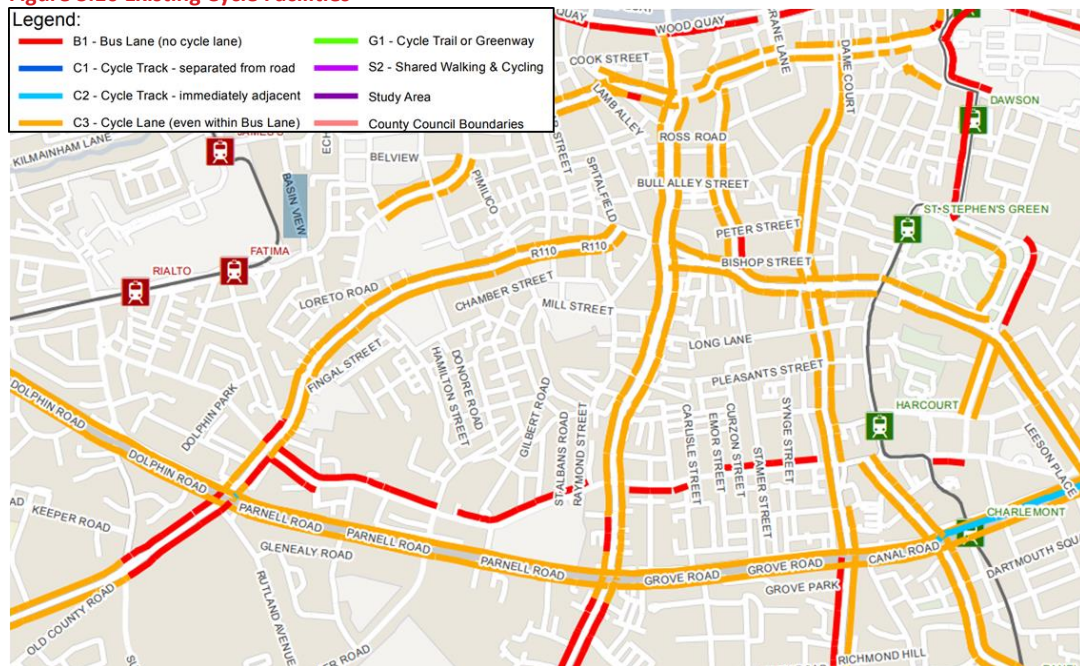 Legend:
B1 - Bus Lane (no cycle lane)
C1 - Cycle Track - separated from road
C2 - Cycle Track - immediately adjacent
C3 - Cycle Lane (even within Bus Lane)
G1 - Cycle Trail or Greenway
S2 - Shared Walking & Cycling
Study Area
County Council Boundaries
QUAY
WOOD QUAY
COOK STREET
DAME COURT
LAMB ALLEY
DAWSON
ROSS ROAD
KILMAINHAM LANE
BELVIEW
BASIN VIEW
PIMILICO
SPITALFIELD
BULL ALLEY STREET
ST-STEPHEN'S GREEN
PETER STREET
R110
R110
BISHOP STREET
FATIMA
RIALTO
LORETO ROAD
CHAMBER STREET
MILL STREET
LONG LANE
FINGAL STREET
PLEASANTS STREET
HAMILTON STREET
DONORE ROAD
GILBERT ROAD
ST-ALBANS ROAD
RAYMOND STREET
CARLISLE STREET
EMOR STREET
CURZON STREET
STAMER STREET
SYNGE STREET
HARCOURT
LEESON PLACE
DOLPHIN ROAD
DOLPHIN PARK
DOLPHIN ROAD
KEEPER ROAD
PARNELL ROAD
PARNELL ROAD
PARNELL ROAD
GLENEALY ROAD
RUTLAND AVENUE
OLD COUNTY ROAD
GROVE ROAD
GROVE ROAD
GROVE PARK
CANAL ROAD
CHARLEMONT
DARTMOUTH SQU
RICHMOND HILL